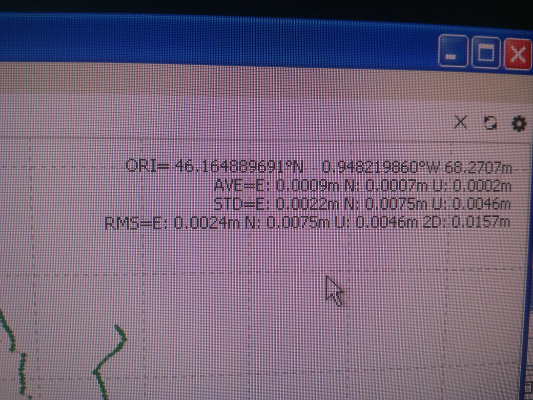 ORI= 46.164889691°N 0.948219860°W 68.2707m
AVE=E: 0.0009m N: 0.0007m U: 0.0002m
STD=E: 0.0022m N: 0.0075m U: 0.0046m
RMS=E: 0.0024m N: 0.0075m U: 0.0046m 2D: 0.0157m